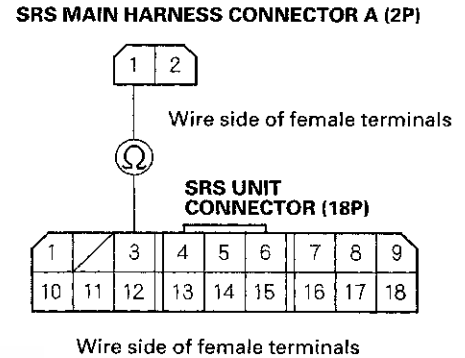 SRS MAIN HARNESS CONNECTOR A (2P)
1 2
Wire side of female terminals
Ω
SRS UNIT
CONNECTOR (18P)
1 3 4 5 6 7 8 9
10 11 12 13 14 15 16 17 18
Wire side of female terminals